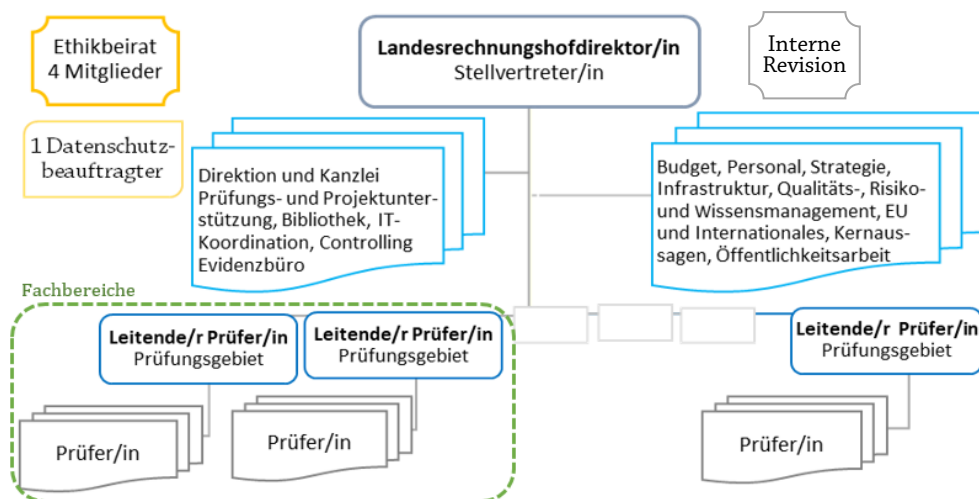 Ethikbeirat
4 Mitglieder
Landesrechnungshofdirektor/in
Stellvertreter/in
Interne
Revision
1 Datenschutz-
beauftragter
Direktion und Kanzlei
Prüfungs- und Projektunter-
stützung, Bibliothek, IT-
Koordination, Controlling
Evidenzbüro
Budget, Personal, Strategie,
Infrastruktur, Qualitäts-, Risiko-
und Wissensmanagement, EU
und Internationales, Kernaus-
sagen, Öffentlichkeitsarbeit
Fachbereiche
Leitende/r Prüfer/in
Prüfungsgebiet
Leitende/r Prüfer/in
Prüfungsgebiet
Leitende/r Prüfer/in
Prüfungsgebiet
Prüfer/in
Prüfer/in
Prüfer/in